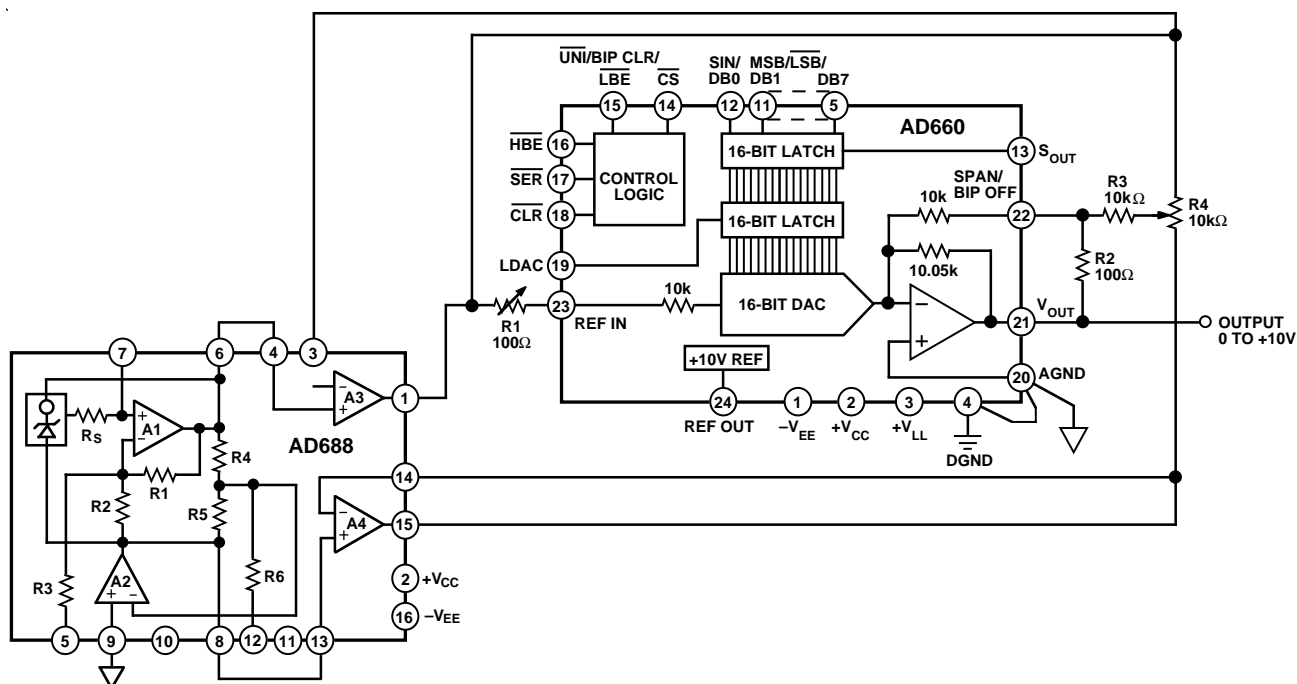 UNI/BIP CLR/
LBE
CS
SIN/
DB0
MSB/LSB/
DB1
DB7
15
14
12
11
5
AD660
HBE
16
SER
17
CLR
18
CONTROL
LOGIC
16-BIT LATCH
13
SOUT
SPAN/
BIP OFF
R3
10kΩ
R4
10kΩ
10k
22
16-BIT LATCH
LDAC
19
10.05k
R2
100Ω
10k
16-BIT DAC
–
+
VOUT
21
23
REF IN
R1
100Ω
OUTPUT
0 TO +10V
+10V REF
AGND
20
24
1
2
3
4
REF OUT
–VEE
+VCC
+VLL
DGND
7
6
4
3
–
+
A3
1
RS
+
–
A1
AD688
R4
R1
14
R2
R5
–
+
A4
15
R3
A2
+ –
R6
2
+VCC
16
–VEE
5
9
10
8
12
11
13